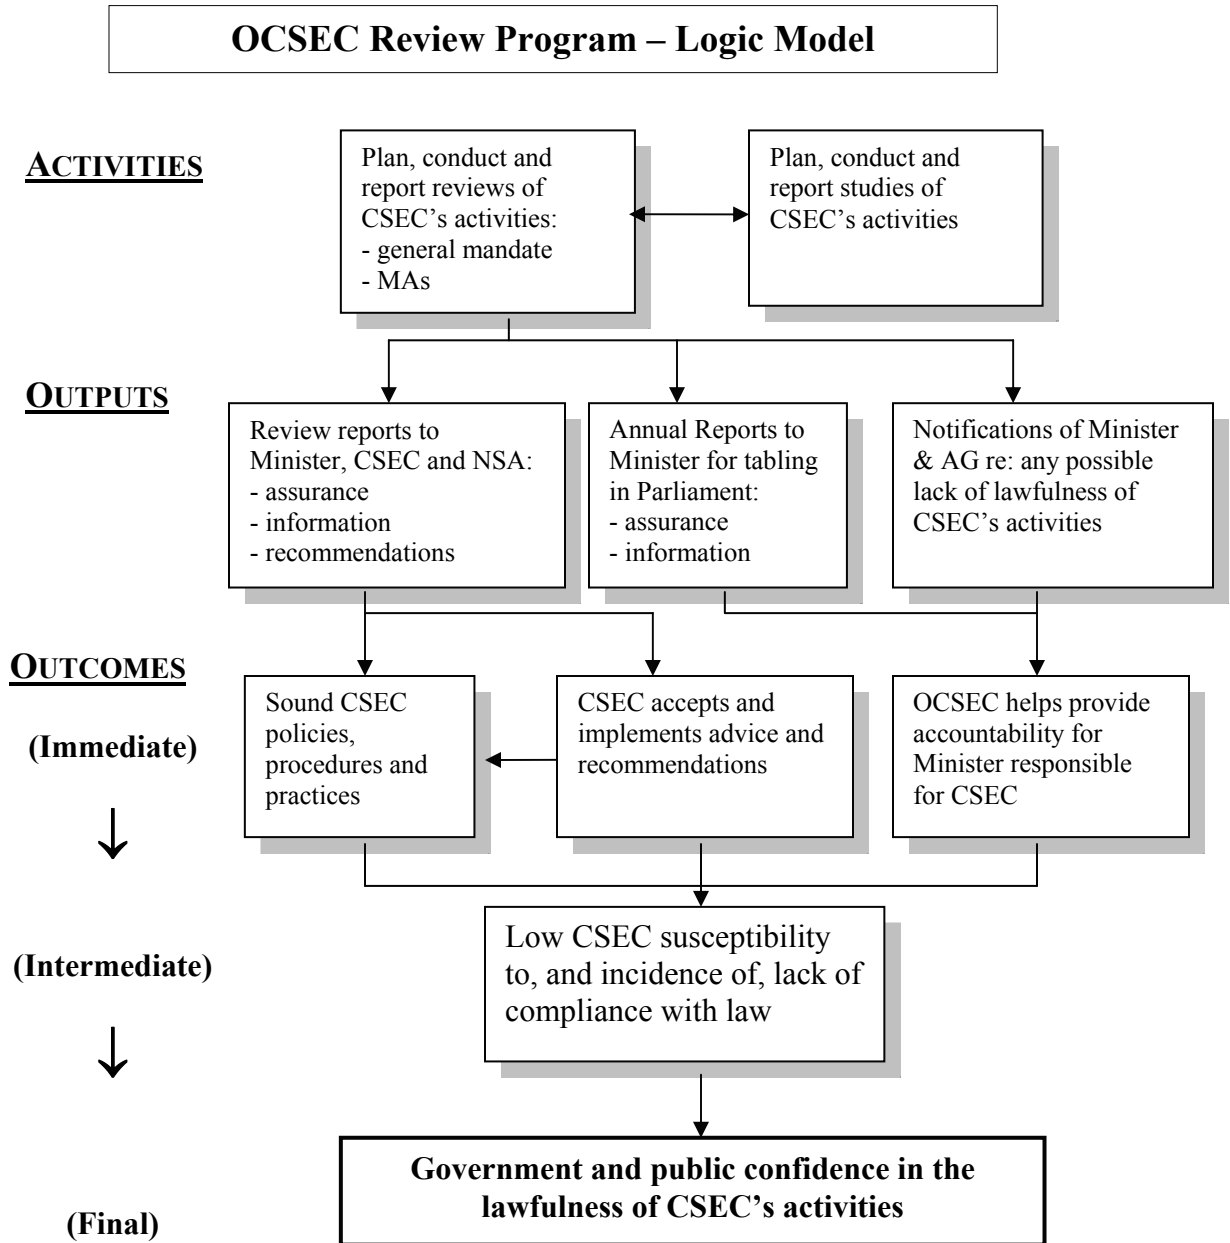 OCSEC Review Program – Logic Model
ACTIVITIES
Plan, conduct and
report reviews of
CSEC’s activities:
- general mandate
- MAs
Plan, conduct and
report studies of
CSEC’s activities
OUTPUTS
Review reports to
Minister, CSEC and NSA:
- assurance
- information
- recommendations
Annual Reports to
Minister for tabling
in Parliament:
- assurance
- information
Notifications of Minister
& AG re: any possible
lack of lawfulness of
CSEC’s activities
OUTCOMES
(Immediate)
Sound CSEC
policies,
procedures and
practices
CSEC accepts and
implements advice and
recommendations
OCSEC helps provide
accountability for
Minister responsible
for CSEC
(Intermediate)
Low CSEC susceptibility
to, and incidence of, lack of
compliance with law
(Final)
Government and public confidence in the
lawfulness of CSEC’s activities